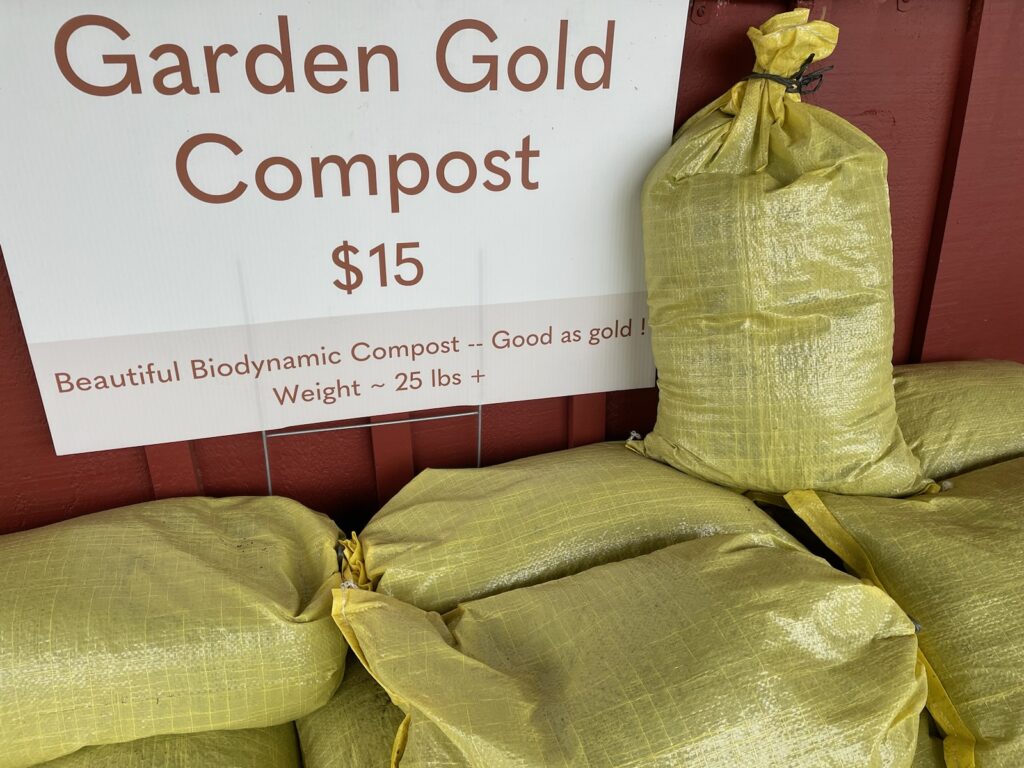 Garden Gold
Compost
$15
Beautiful Biodynamic Compost -- Good as gold !
Weight ~ 25 lbs +